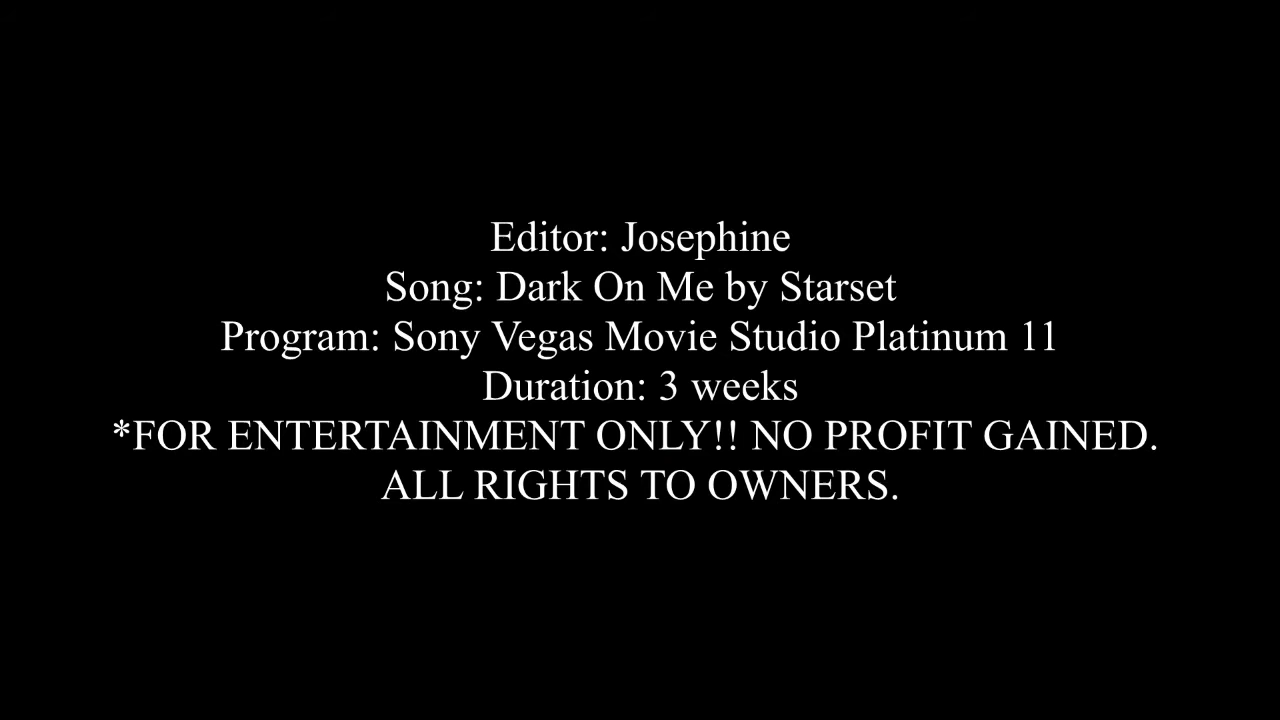 Editor: Josephine
Song: Dark On Me by Starset
Program: Sony Vegas Movie Studio Platinum 11
Duration: 3 weeks
*FOR ENTERTAINMENT ONLY!! NO PROFIT GAINED.
ALL RIGHTS TO OWNERS.